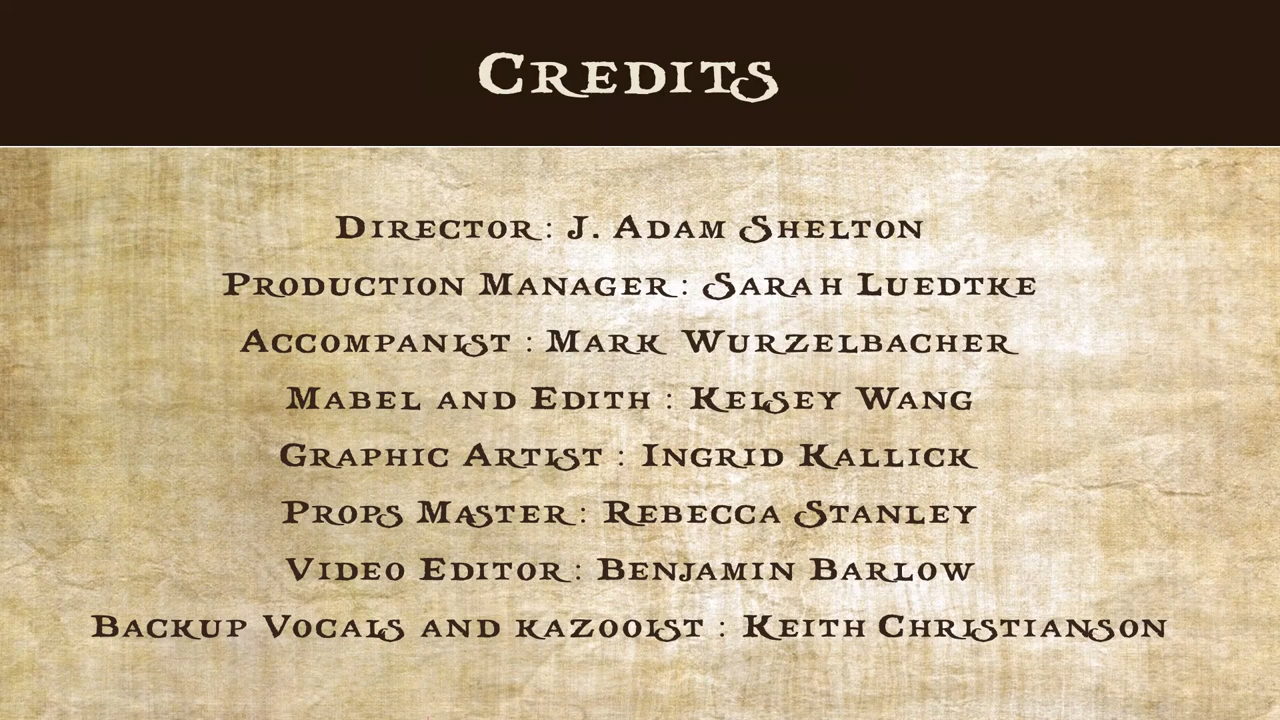 Credits
Director: J. Adam Shelton
Production Manager: Sarah Luedtke
Accompanist : Mark Wurzelbacher
Mabel and Edith : Kelsey Wang
Graphic Artist : Ingrid Kallick
Props Master: Rebecca Stanley
Video Editor: Benjamin Barlow
Backup Vocals and kazooist : Keith Christianson